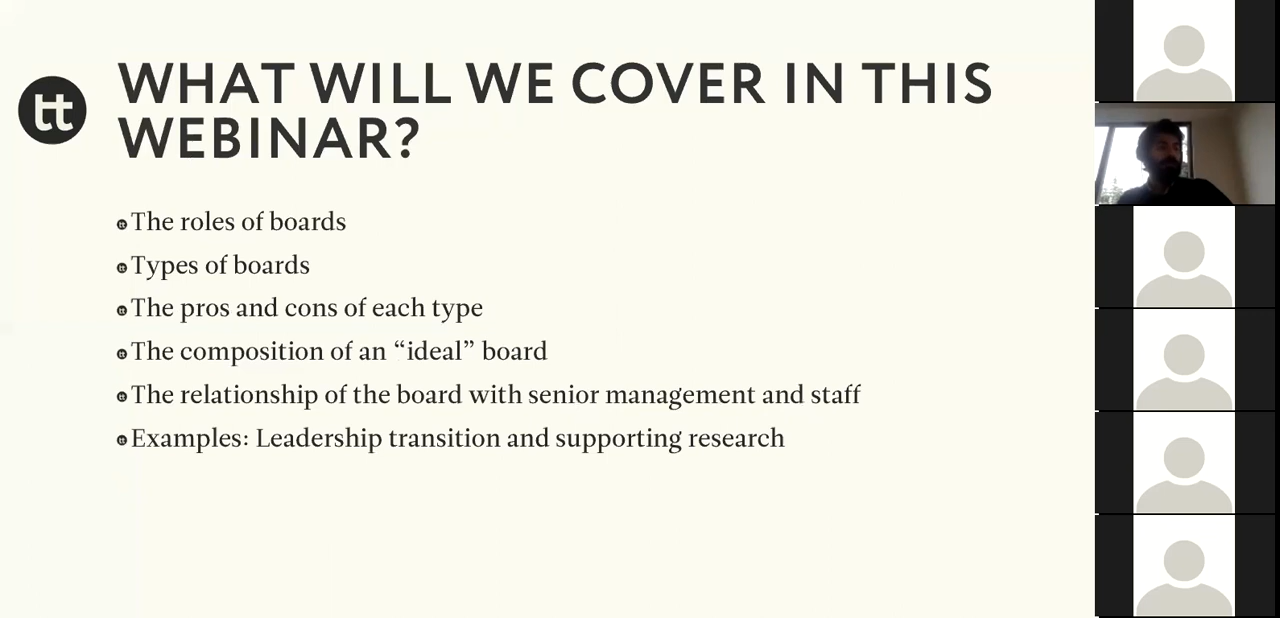 tt
WHAT WILL WE COVER IN THIS
WEBINAR?
The roles of boards
Types of boards
The pros and cons of each type
The composition of an “ideal” board
The relationship of the board with senior management and staff
Examples: Leadership transition and supporting research